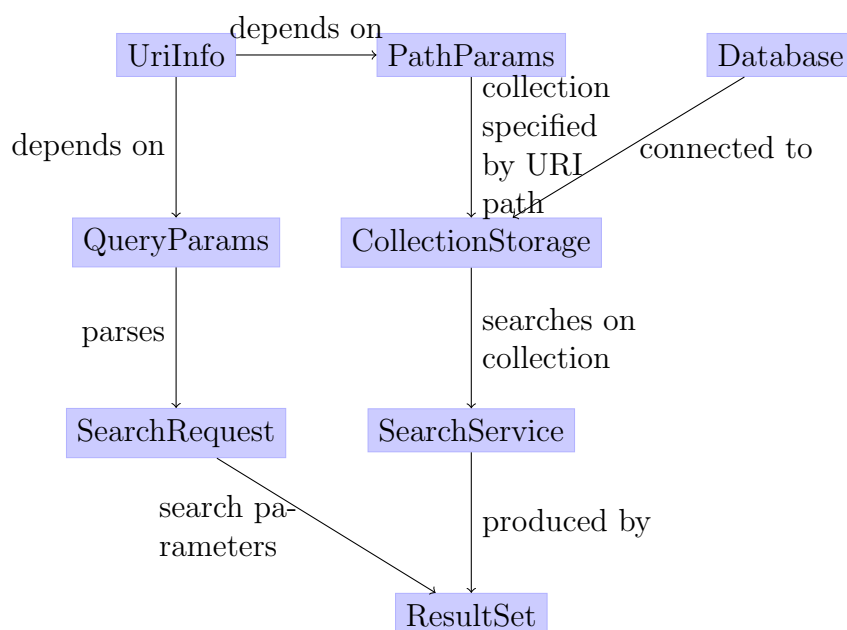 depends on
UriInfo
PathParams
Database
collection
specified
by URI
path
depends on
connected to
QueryParams
CollectionStorage
parses
searches on
collection
SearchRequest
SearchService
search pa-
rameters
produced by
ResultSet